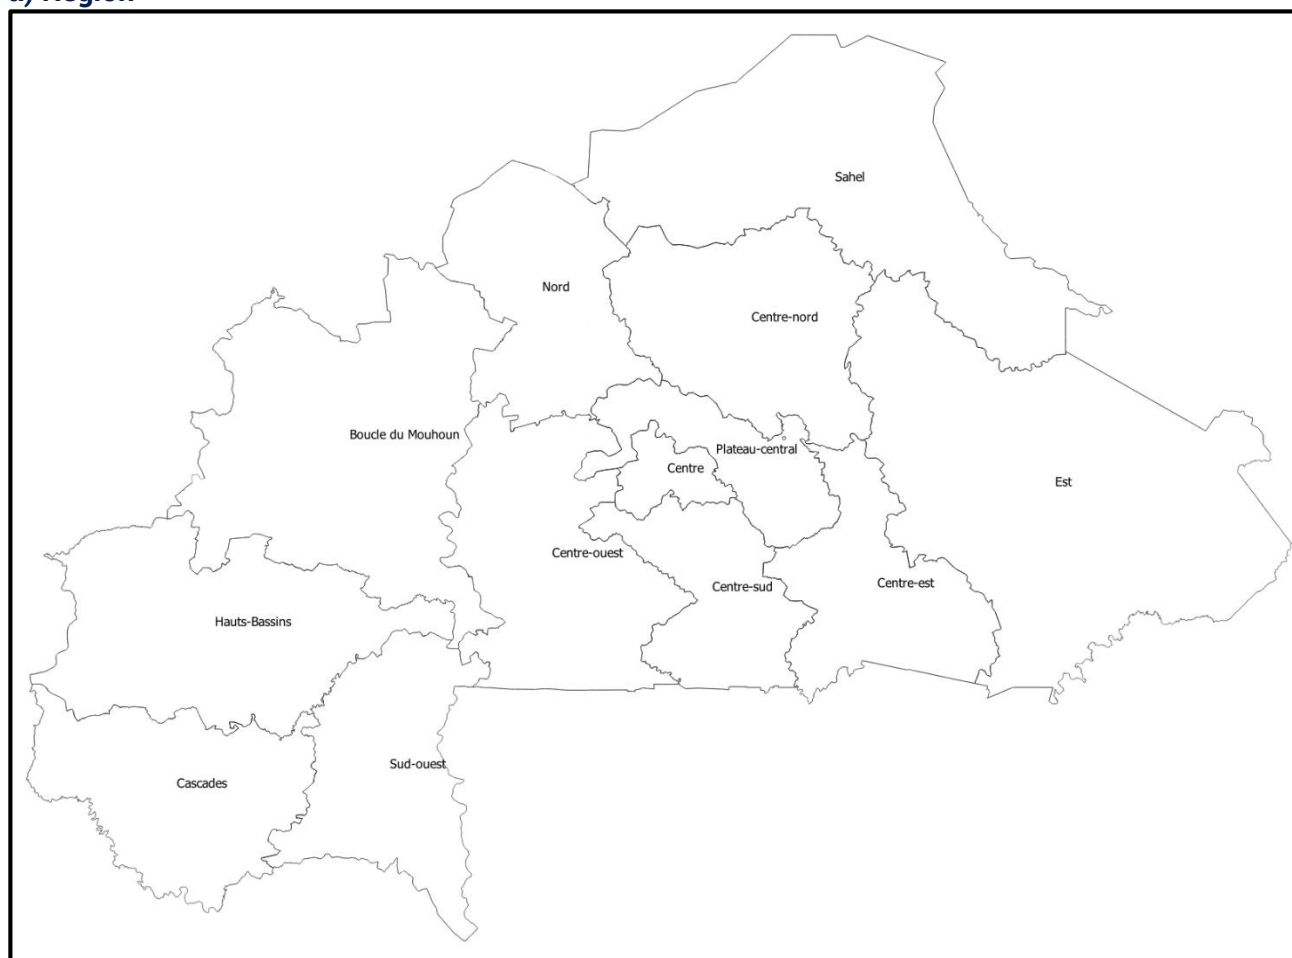 a) Région
Sahel
Nord
Centre-nord
Boucle du Mouhoun
Plateau-central
Centre
Est
Centre-ouest
Centre-est
Centre-sud
Hauts-Bassins
Sud-ouest
Cascades